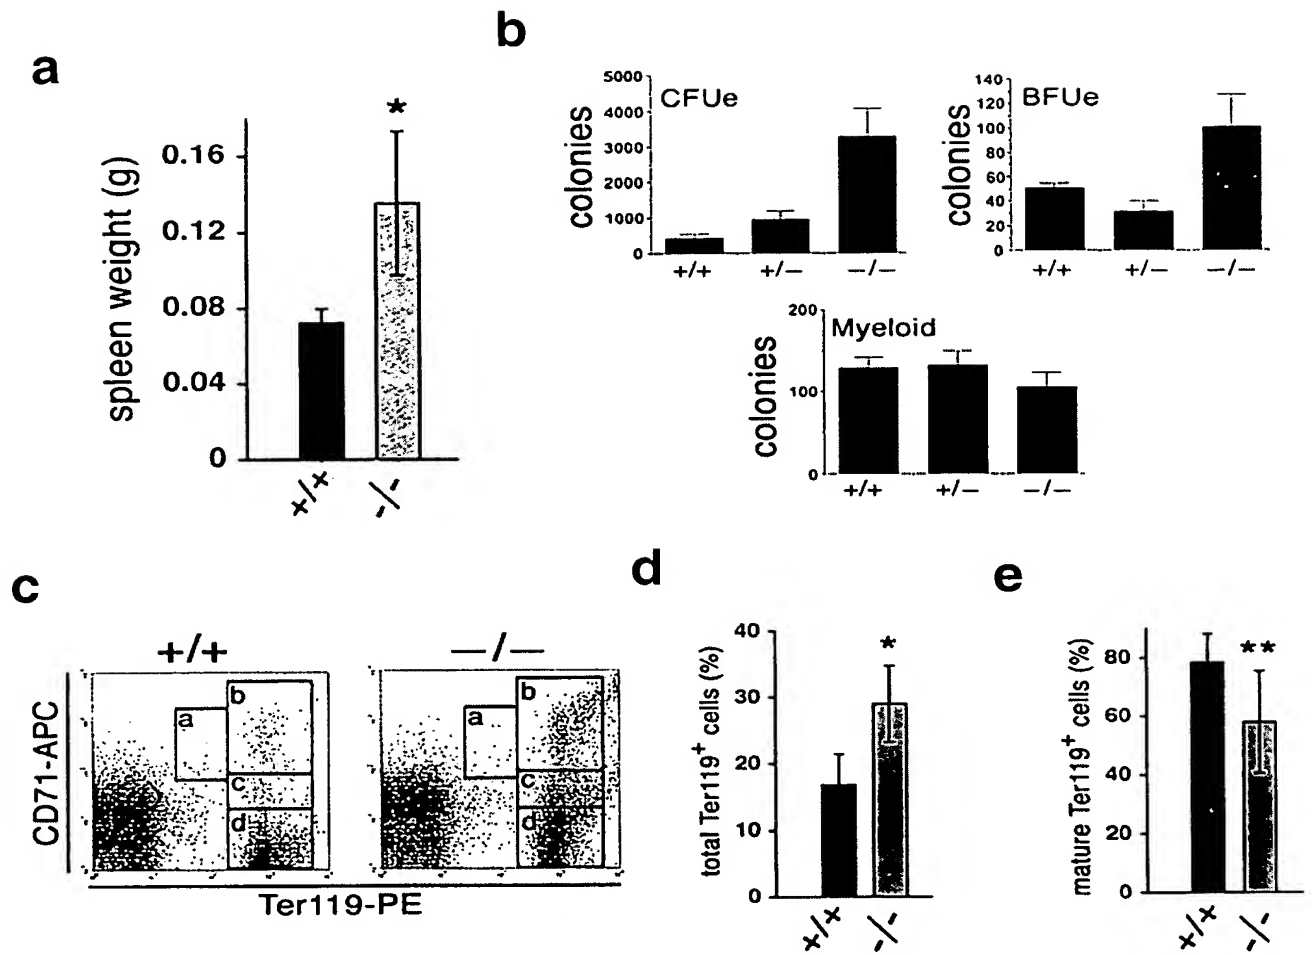 a
spleen weight (g)
0.16
0.12
0.08
0.04
0
*
+/+
-/-
b
colonies
5000
4000
3000
2000
1000
0
CFUe
+/+
+/−
−/−
colonies
140
120
100
80
60
40
20
0
BFUe
+/+
+/−
−/−
colonies
200
100
0
Myeloid
+/+
+/−
−/−
c
+/+
−/−
CD71-APC
a
b
c
d
a
b
c
d
Ter119-PE
d
total Ter119+ cells (%)
40
30
20
10
0
*
+/+
-/-
e
mature Ter119+ cells (%)
80
60
40
20
0
**
+/+
-/-